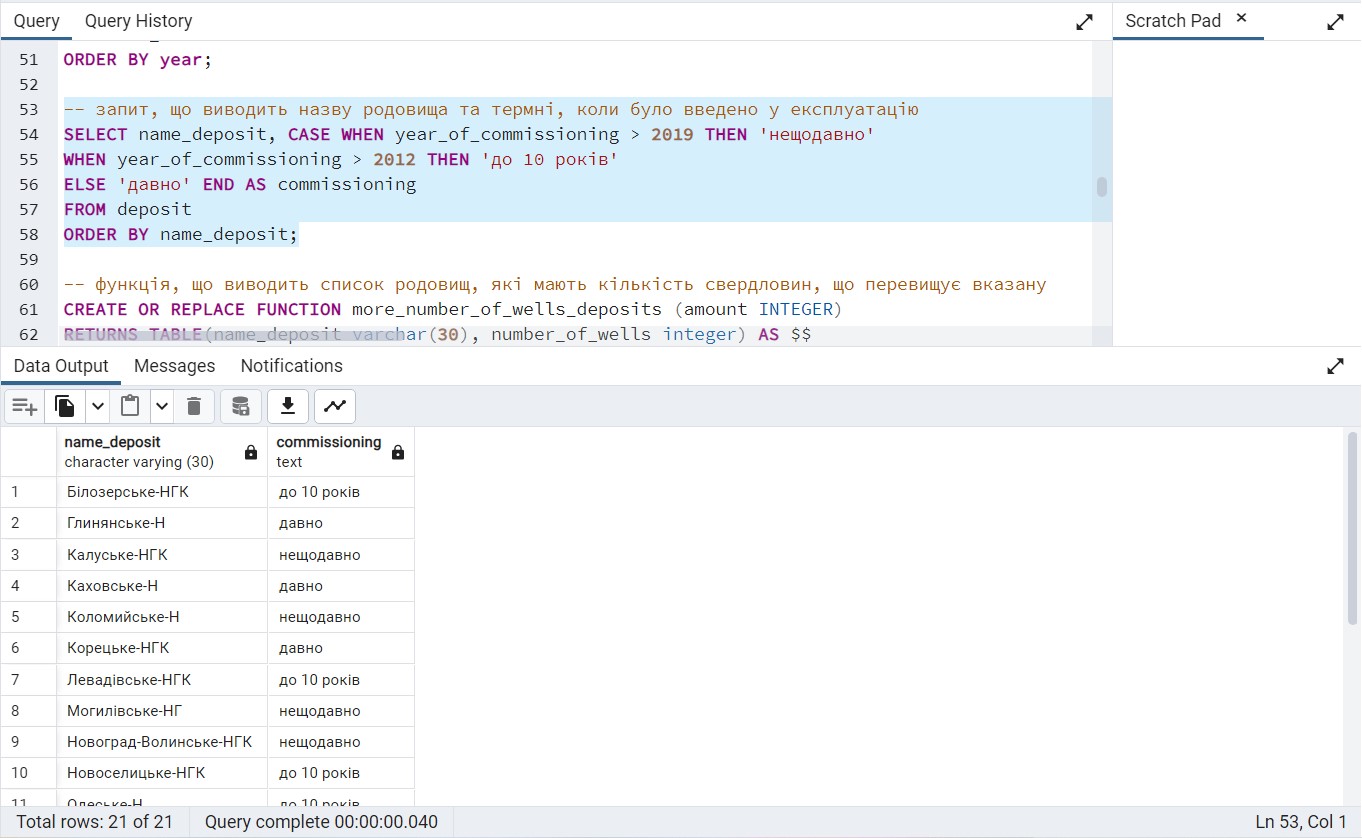 Query Query History
Scratch Pad ×
51 ORDER BY year;
52
53 -- запит, що виводить назву родовища та термні, коли було введено у експлуатацію
54 SELECT name_deposit, CASE WHEN year_of_commissioning > 2019 THEN 'нещодавно'
55 WHEN year_of_commissioning > 2012 THEN 'до 10 років'
56 ELSE 'давно' END AS commissioning
57 FROM deposit
58 ORDER BY name_deposit;
59
60 -- функція, що виводить список родовищ, які мають кількість свердловин, що перевищує вказану
61 CREATE OR REPLACE FUNCTION more_number_of_wells_deposits (amount INTEGER)
62 RETURNS TABLE(name_deposit varchar(30), number_of_wells integer) AS $$
Data Output Messages Notifications
name_deposit commissioning
character varying (30) text
1 Білозерське-НГК до 10 років
2 Глинянське-Н давно
3 Калуське-НГК нещодавно
4 Каховське-Н давно
5 Коломийське-Н нещодавно
6 Корецьке-НГК давно
7 Левадівське-НГК до 10 років
8 Могилівське-НГ нещодавно
9 Новоград-Волинське-НГК нещодавно
10 Новоселицьке-НГК до 10 років
11 Одеське-Н до 10 років
Total rows: 21 of 21 Query complete 00:00:00.040 Ln 53, Col 1